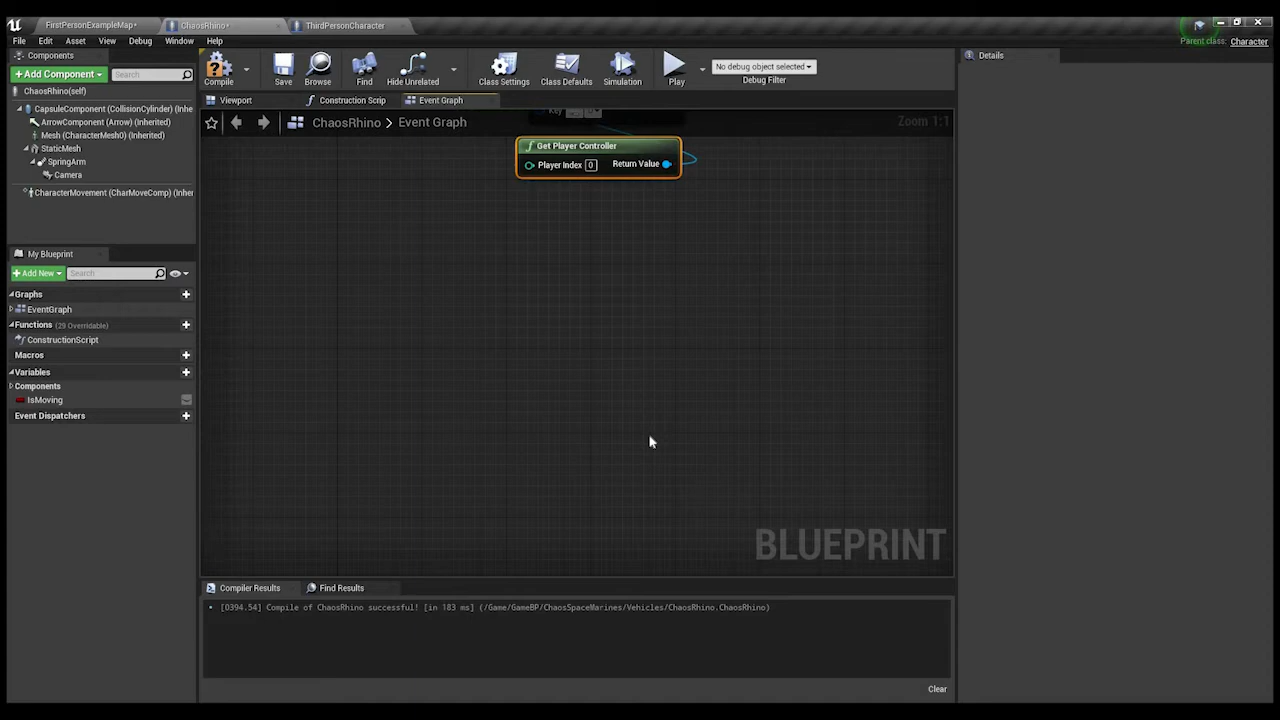 FirstPersonExampleMap*
ChaosRhino*
ThirdPersonCharacter
File Edit Asset View Debug Window Help
Parent class: Character
Components
+Add Component
Search
ChaosRhino(self)
CapsuleComponent (CollisionCylinder) (Inhe
ArrowComponent (Arrow) (Inherited)
Mesh (CharacterMesh0) (Inherited)
StaticMesh
SpringArm
Camera
CharacterMovement (CharMoveComp) (Inher
My Blueprint
+Add New
Search
Graphs
EventGraph
Functions (29 Overridable)
ConstructionScript
Macros
Variables
Components
IsMoving
Event Dispatchers
Compile
Save
Browse
Find
Hide Unrelated
Class Settings
Class Defaults
Simulation
Play
No debug object selected
Debug Filter
Viewport
Construction Scrip
Event Graph
ChaosRhino > Event Graph
Zoom 1:1
Key
Get Player Controller
Player Index 0
Return Value
BLUEPRINT
Compiler Results
Find Results
[0394.54] Compile of ChaosRhino successful! [in 183 ms] (/Game/GameBP/ChaosSpaceMarines/Vehicles/ChaosRhino.ChaosRhino)
Clear
Details